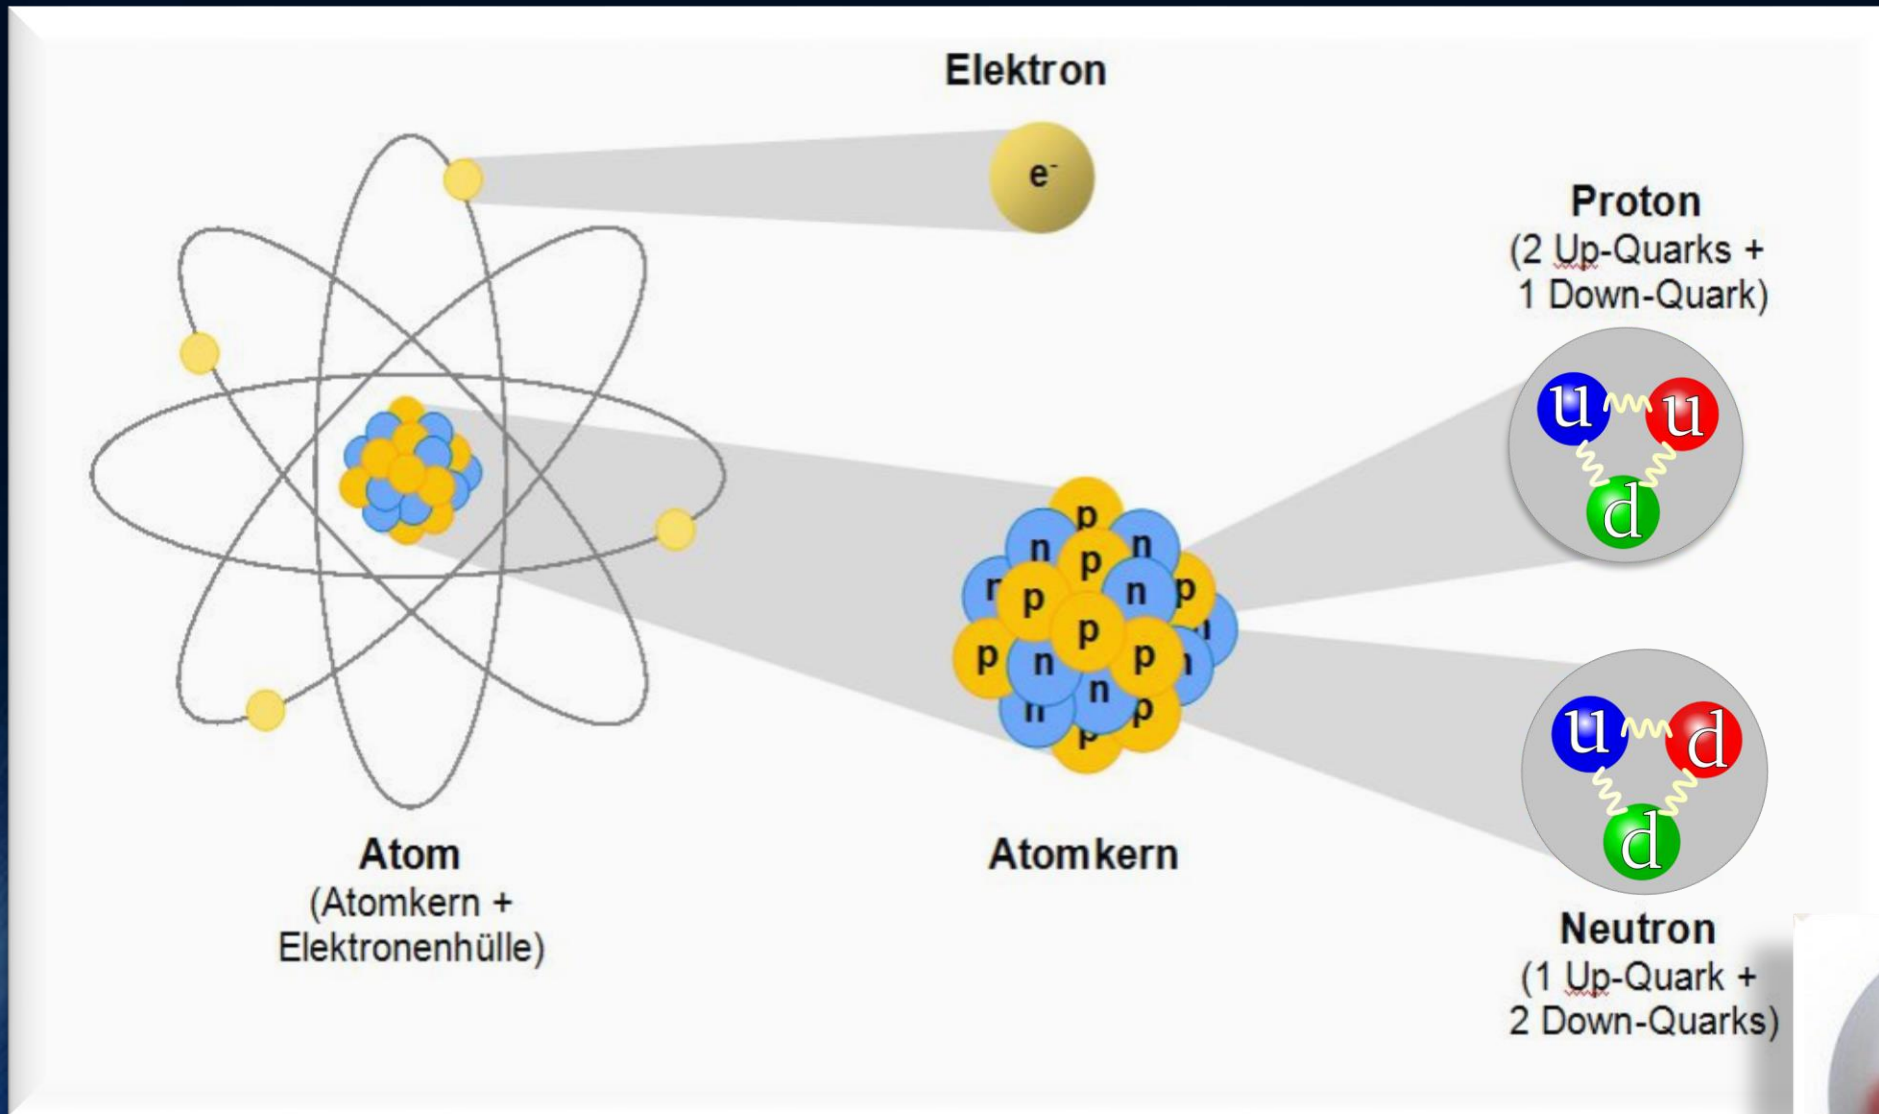 Elektron
e-
Proton
(2 Up-Quarks +
1 Down-Quark)
u u
d
p
n p n
n p n p
p n
p n p n
n n p
p
u d
d
Atom
(Atomkern +
Elektronenhülle)
Atomkern
Neutron
(1 Up-Quark +
2 Down-Quarks)